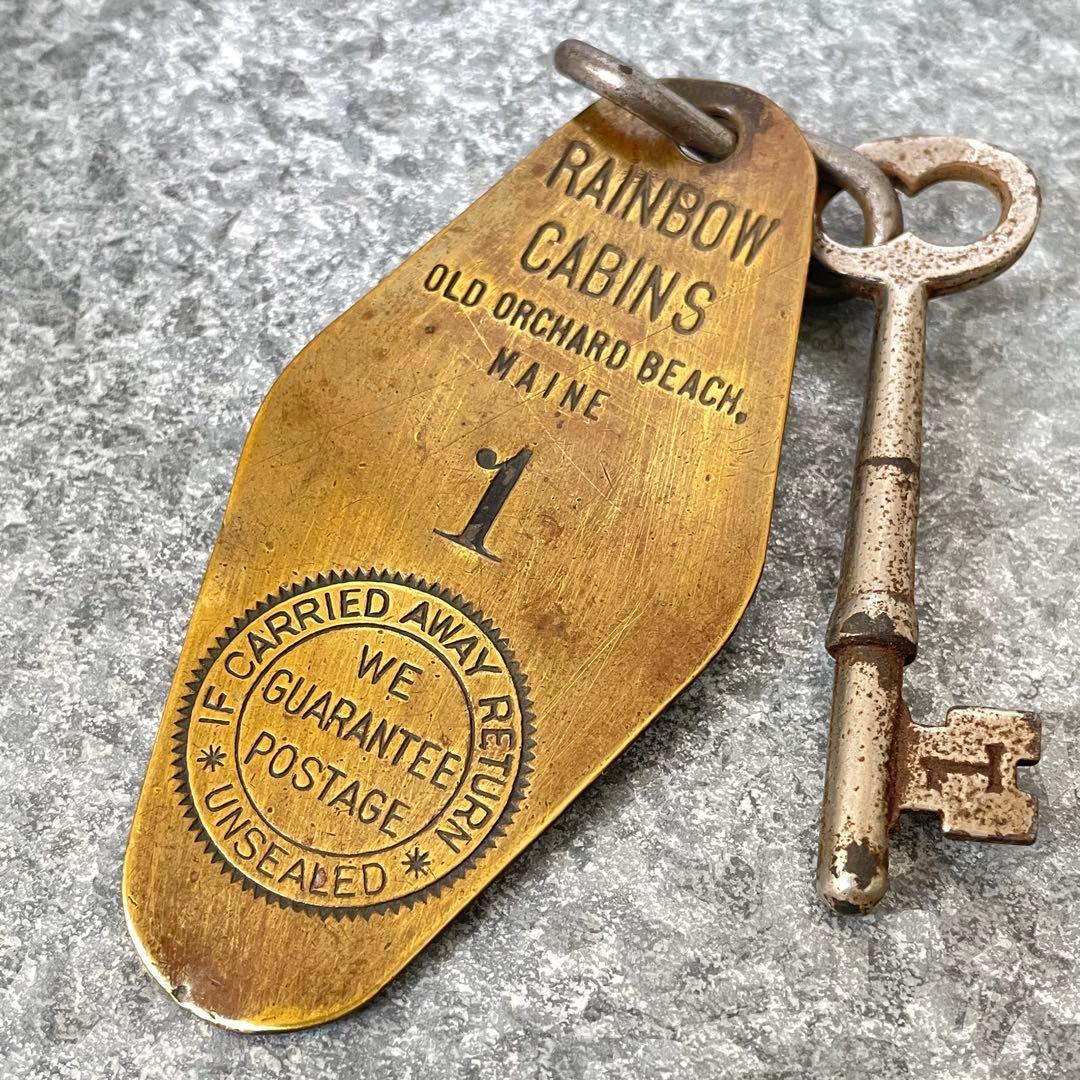 RAINBOW
CABINS
OLD ORCHARD BEACH,
MAINE
1
IF CARRIED AWAY RETURN
* UNSEALED *
WE
GUARANTEE
POSTAGE